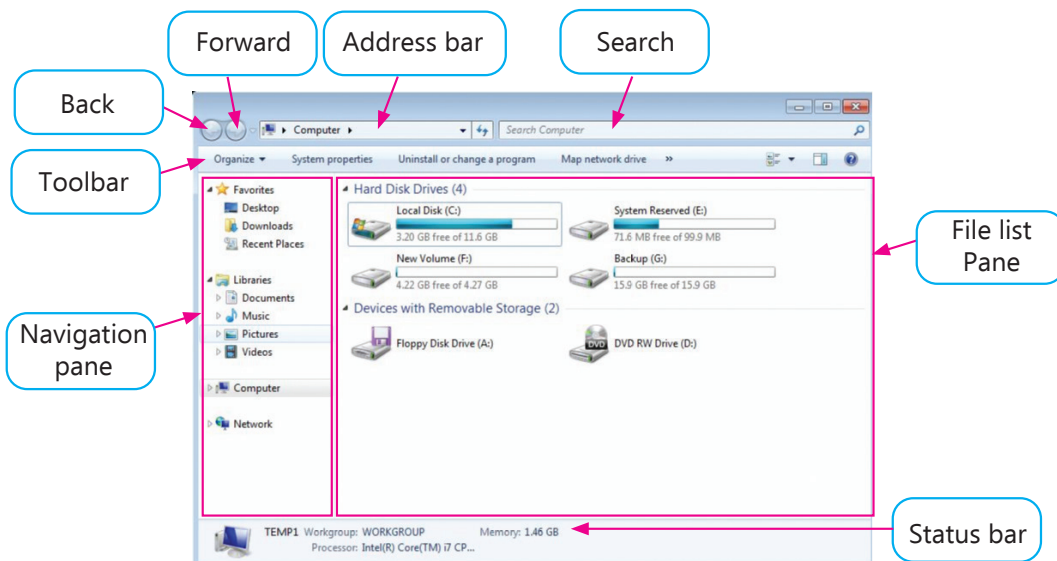 Forward
Address bar
Search
Back
Toolbar
Navigation
pane
File list
Pane
Status bar
Computer
Search Computer
Organize
System properties
Uninstall or change a program
Map network drive
»
Favorites
Desktop
Downloads
Recent Places
Libraries
Documents
Music
Pictures
Videos
Computer
Network
Hard Disk Drives (4)
Local Disk (C:)
3.20 GB free of 11.6 GB
System Reserved (E:)
71.6 MB free of 99.9 MB
New Volume (F:)
4.22 GB free of 4.27 GB
Backup (G:)
15.9 GB free of 15.9 GB
Devices with Removable Storage (2)
Floppy Disk Drive (A:)
DVD
DVD RW Drive (D:)
TEMP1 Workgroup: WORKGROUP Memory: 1.46 GB
Processor: Intel(R) Core(TM) i7 CP...